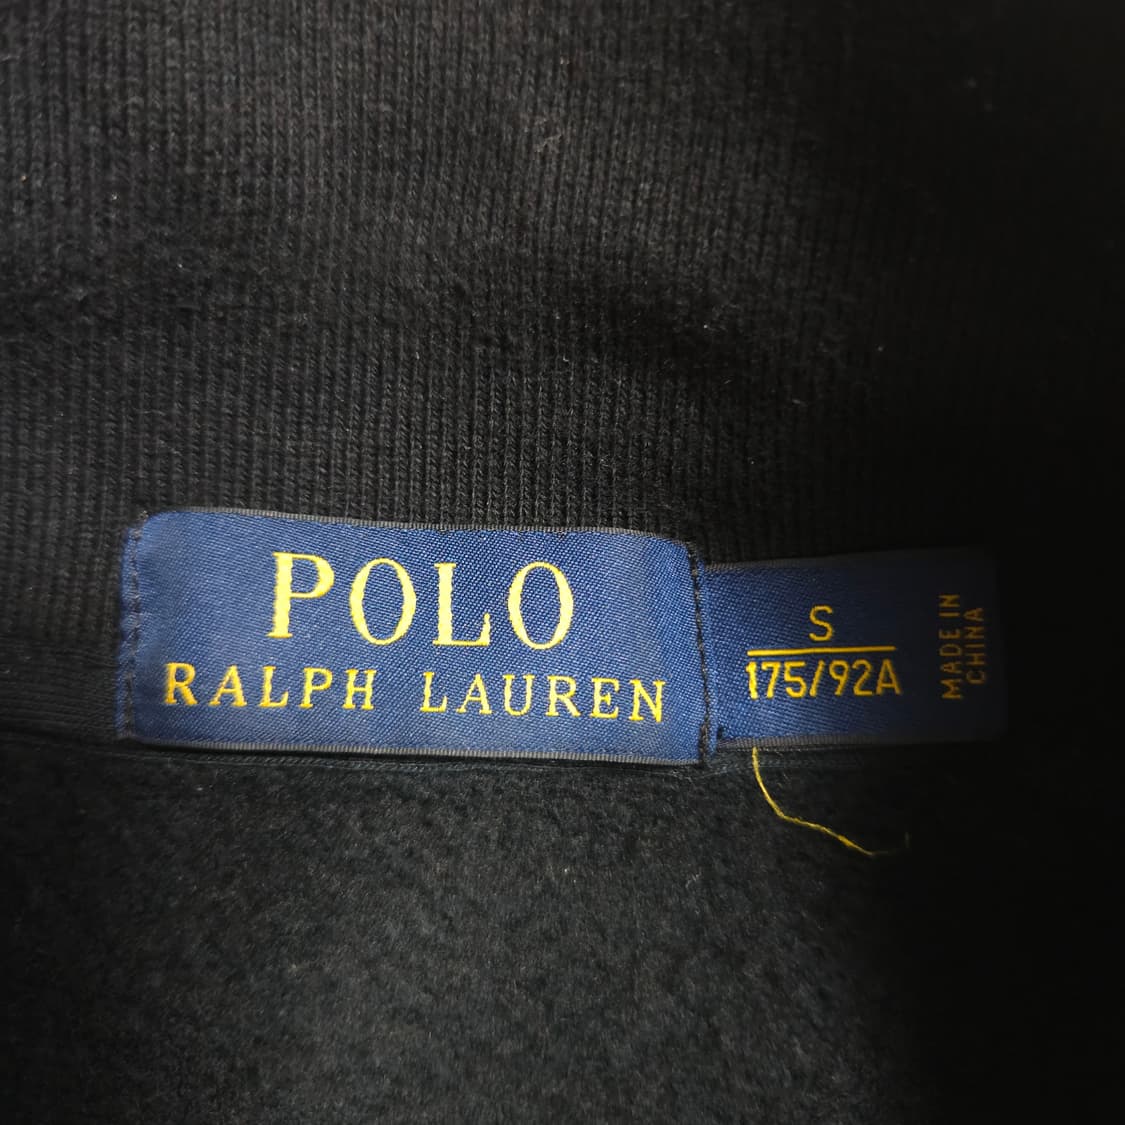 POLO
RALPH LAUREN
S
175/92A
MADE IN
CHINA